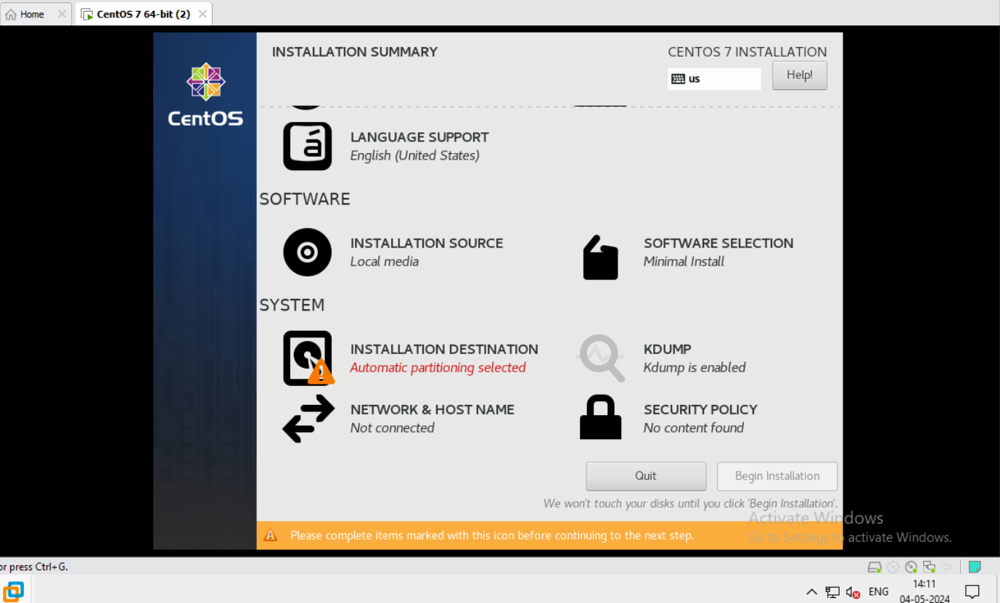 Home
CentOS 7 64-bit (2)
INSTALLATION SUMMARY
CENTOS 7 INSTALLATION
us
Help!
CentOS
á
LANGUAGE SUPPORT
English (United States)
SOFTWARE
INSTALLATION SOURCE
Local media
SOFTWARE SELECTION
Minimal Install
SYSTEM
INSTALLATION DESTINATION
Automatic partitioning selected
KDUMP
Kdump is enabled
NETWORK & HOST NAME
Not connected
SECURITY POLICY
No content found
Quit
Begin Installation
We won't touch your disks until you click 'Begin Installation'.
Activate Windows
Please complete items marked with this icon before continuing to the next step.
Go to Settings to activate Windows.
or press Ctrl+G.
ENG
14:11
04-05-2024